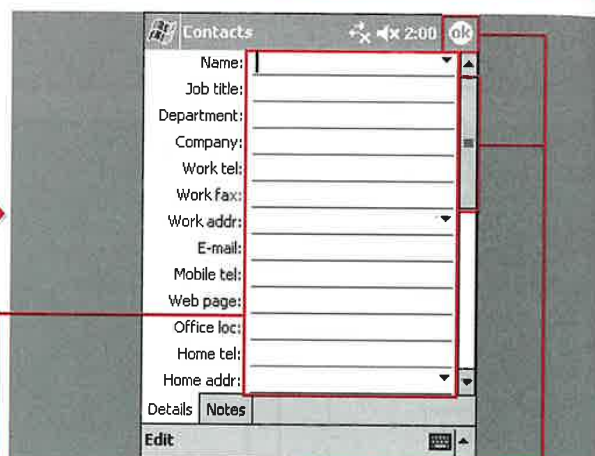 Contacts 2:00 ok
Name:
Job title:
Department:
Company:
Work tel:
Work fax:
Work addr:
E-mail:
Mobile tel:
Web page:
Office loc:
Home tel:
Home addr:
Details Notes
Edit